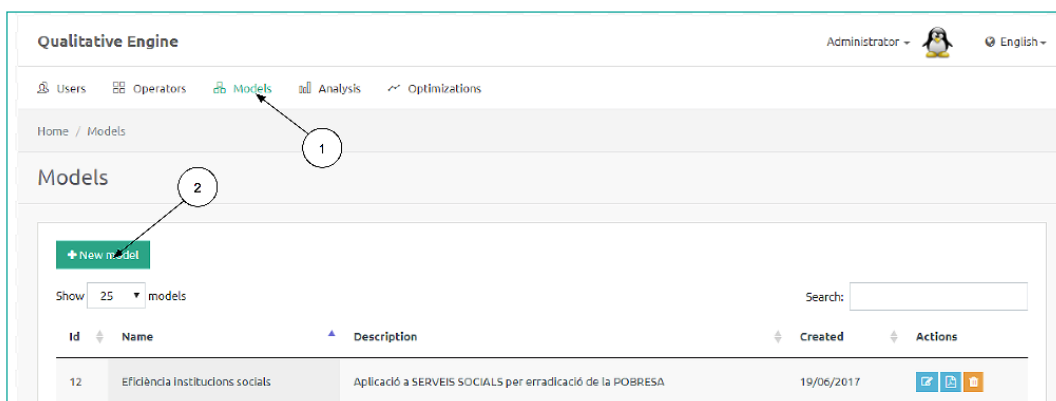 Qualitative Engine Administrator English
Users Operators Models Analysis Optimizations
Home / Models
1
Models
2
New model
Show 25 models Search:
Id Name Description Created Actions
12 Eficiència institucions socials Aplicació a SERVEIS SOCIALS per erradicació de la POBRESA 19/06/2017